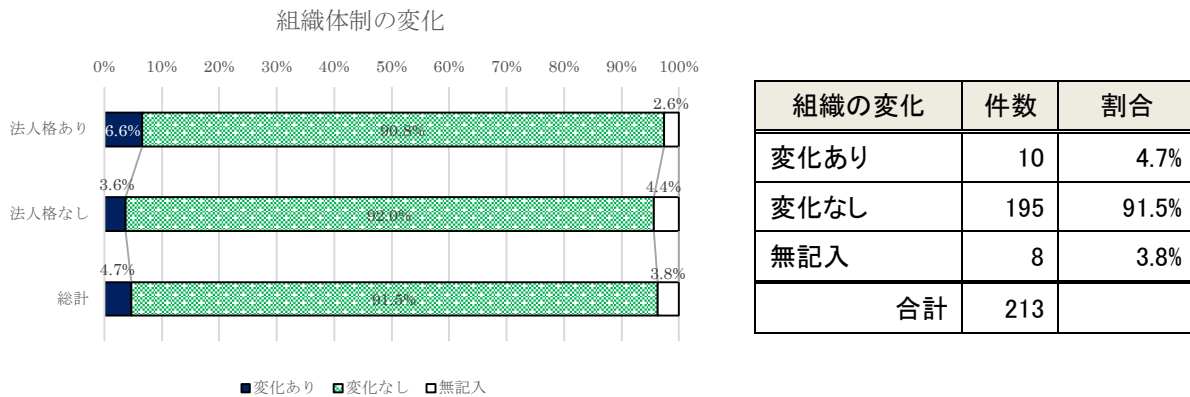 組織体制の変化
0% 10% 20% 30% 40% 50% 60% 70% 80% 90% 100%
法人格あり 6.6% 90.8% 2.6%
法人格なし 3.6% 92.0% 4.4%
総計 4.7% 91.5% 3.8%
変化あり 変化なし 無記入
組織の変化 件数 割合
変化あり 10 4.7%
変化なし 195 91.5%
無記入 8 3.8%
合計 213